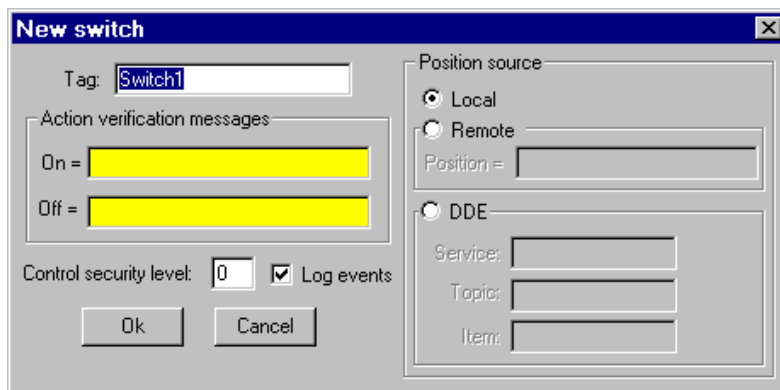 New switch
Tag: Switch1
Action verification messages
On =
Off =
Control security level: 0 Log events
Ok Cancel
Position source
Local
Remote
Position =
DDE
Service:
Topic:
Item: